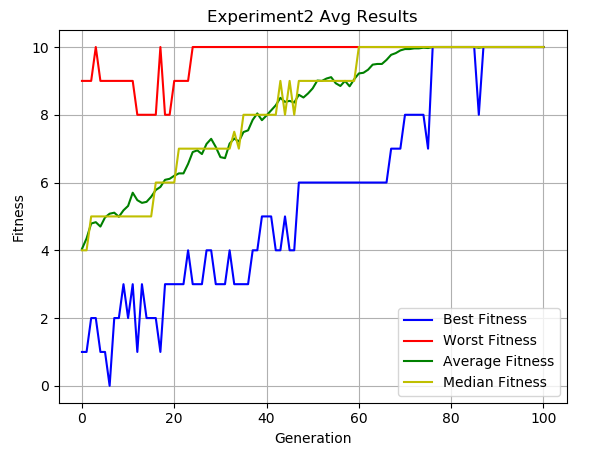 Experiment2 Avg Results
10
8
6
4
2
0
Fitness
0 20 40 60 80 100
Generation
Best Fitness
Worst Fitness
Average Fitness
Median Fitness